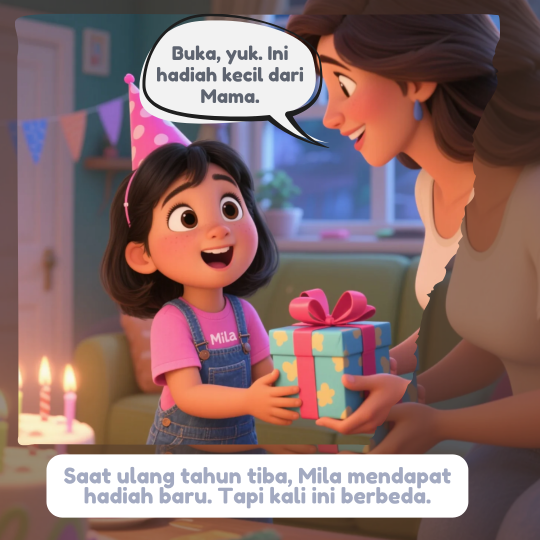 Buka, yuk. Ini
hadiah kecil dari
Mama.
Mila
Saat ulang tahun tiba, Mila mendapat
hadiah baru. Tapi kali ini berbeda.